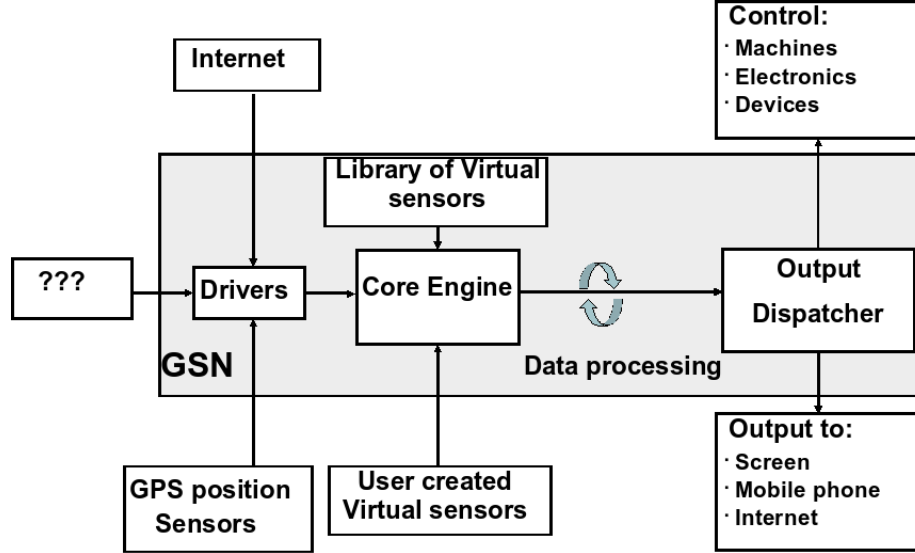 Internet
Control:
· Machines
· Electronics
· Devices
Library of Virtual
sensors
???
Drivers
Core Engine
Output
Dispatcher
GSN
Data processing
GPS position
Sensors
User created
Virtual sensors
Output to:
· Screen
· Mobile phone
· Internet